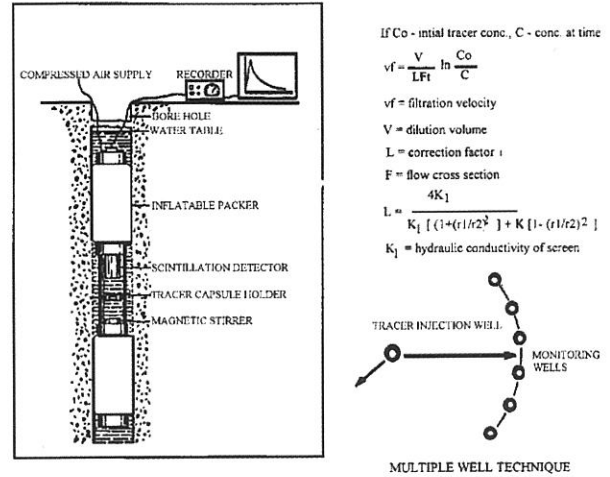 COMPRESSED AIR SUPPLY
RECORDER
BORE HOLE
WATER TABLE
INFLATABLE PACKER
SCINTILLATION DETECTOR
TRACER CAPSULE HOLDER
MAGNETIC STIRRER
If Co - intial tracer conc., C - conc. at time
vf = V/LFt ln Co/C
vf = filtration velocity
V = dilution volume
L = correction factor
F = flow cross section
L = 4K1 / K1 [ (1+(r1/r2)2 ] + K [1- (r1/r2)2 ]
K1 = hydraulic conductivity of screen
TRACER INJECTION WELL
MONITORING
WELLS
MULTIPLE WELL TECHNIQUE